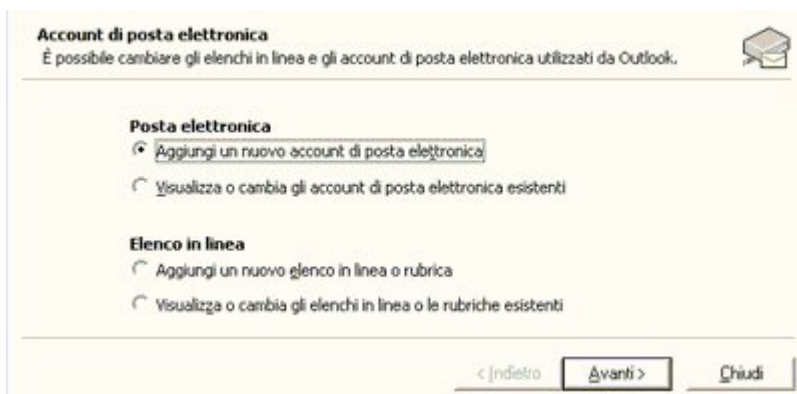 Account di posta elettronica
È possibile cambiare gli elenchi in linea e gli account di posta elettronica utilizzati da Outlook.
Posta elettronica
Aggiungi un nuovo account di posta elettronica
Visualizza o cambia gli account di posta elettronica esistenti
Elenco in linea
Aggiungi un nuovo elenco in linea o rubrica
Visualizza o cambia gli elenchi in linea o le rubriche esistenti
< Indietro Avanti > Chiudi